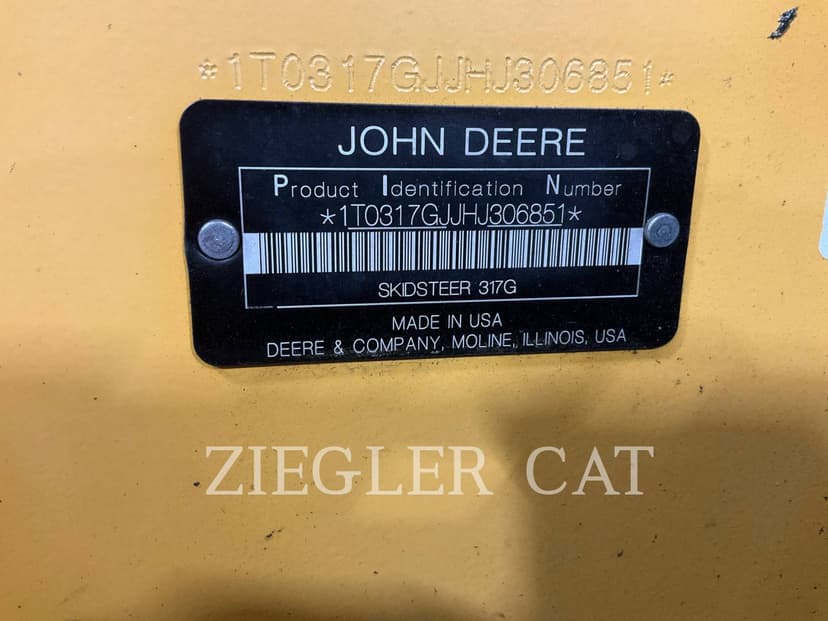 *1T0317GJJHJ306851*
JOHN DEERE
Product Identification Number
*1T0317GJJHJ306851*
SKIDSTEER 317G
MADE IN USA
DEERE & COMPANY, MOLINE, ILLINOIS, USA
ZIEGLER CAT